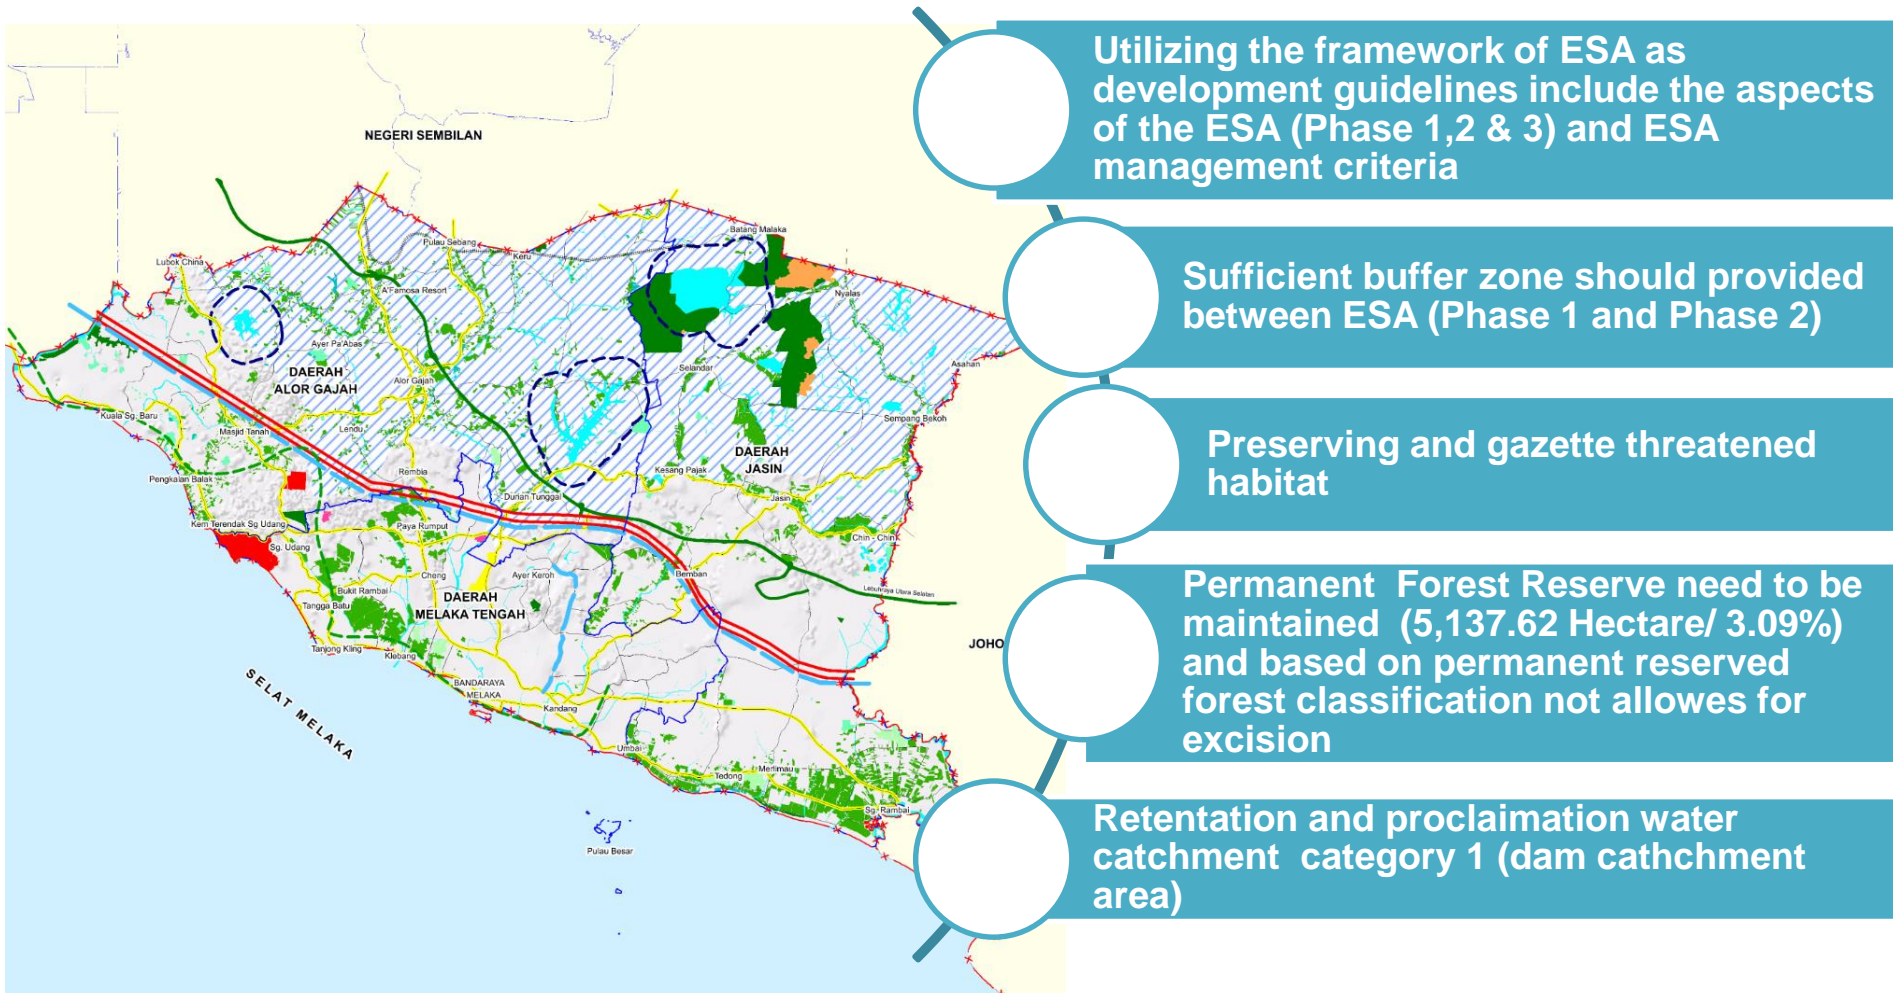 NEGERI SEMBILAN
Batang Malaka
Pulau Sebang
Keru
Lubok China
A'Famosa Resort
Nyalas
Ayer Pa'Abas
DAERAH
ALOR GAJAH
Alor Gajah
Selandar
Asahan
Kuala Sg. Baru
Masjid Tanah
Lendu
Sempang Bekoh
DAERAH
JASIN
Kesang Pajak
Rembia
Pengkalan Balak
Durian Tunggal
Jasin
Kem Terendak Sg Udang
Paya Rumput
Sg. Udang
Chin - Chin
Cheng
Ayer Keroh
Bemban
Bukit Rambai
Lebuhraya Utara Selatan
Tangga Batu
DAERAH
MELAKA TENGAH
Tanjong Kling
Klebang
JOHO
SELAT MELAKA
BANDARAYA
MELAKA
Kandang
Umbai
Tedong
Merlimau
Sg. Rambai
Pulau Besar
Utilizing the framework of ESA as
development guidelines include the aspects
of the ESA (Phase 1,2 & 3) and ESA
management criteria
Sufficient buffer zone should provided
between ESA (Phase 1 and Phase 2)
Preserving and gazette threatened
habitat
Permanent  Forest Reserve need to be
maintained  (5,137.62 Hectare/ 3.09%)
and based on permanent reserved
forest classification not allowes for
excision
Retentation and proclaimation water
catchment  category 1 (dam cathchment
area)